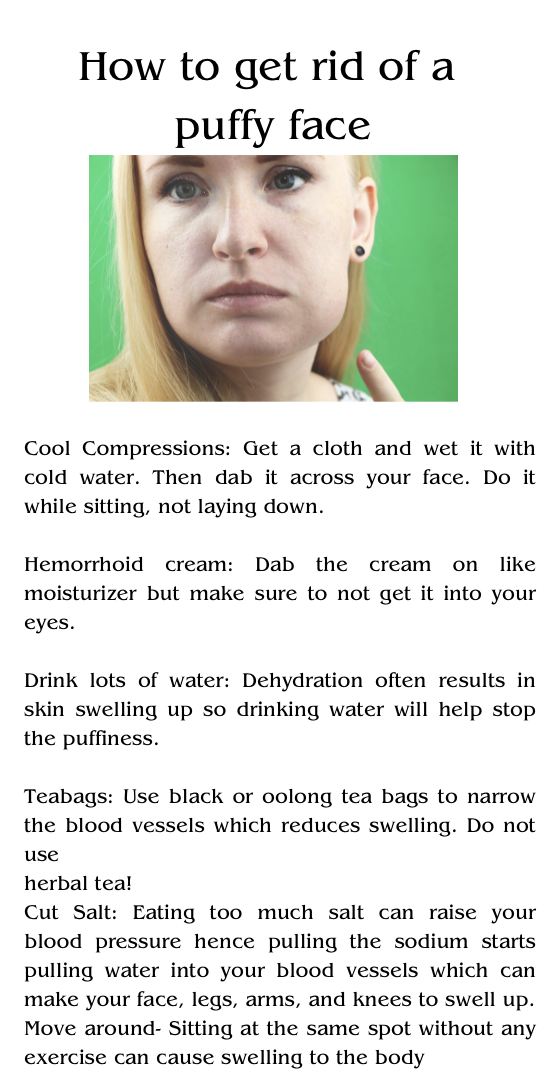 How to get rid of a
puffy face
Cool Compressions: Get a cloth and wet it with
cold water. Then dab it across your face. Do it
while sitting, not laying down.
Hemorrhoid cream: Dab the cream on like
moisturizer but make sure to not get it into your
eyes.
Drink lots of water: Dehydration often results in
skin swelling up so drinking water will help stop
the puffiness.
Teabags: Use black or oolong tea bags to narrow
the blood vessels which reduces swelling. Do not
use
herbal tea!
Cut Salt: Eating too much salt can raise your
blood pressure hence pulling the sodium starts
pulling water into your blood vessels which can
make your face, legs, arms, and knees to swell up.
Move around- Sitting at the same spot without any
exercise can cause swelling to the body